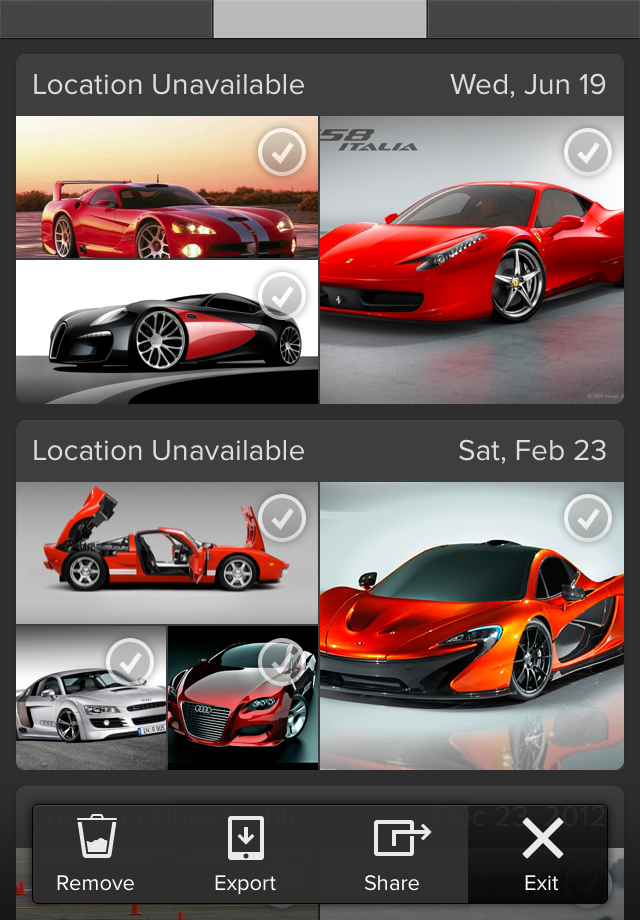 Location Unavailable Wed, Jun 19
58
ITALIA
Location Unavailable Sat, Feb 23
Location Unavailable Dec 23, 2012
Remove Export Share Exit